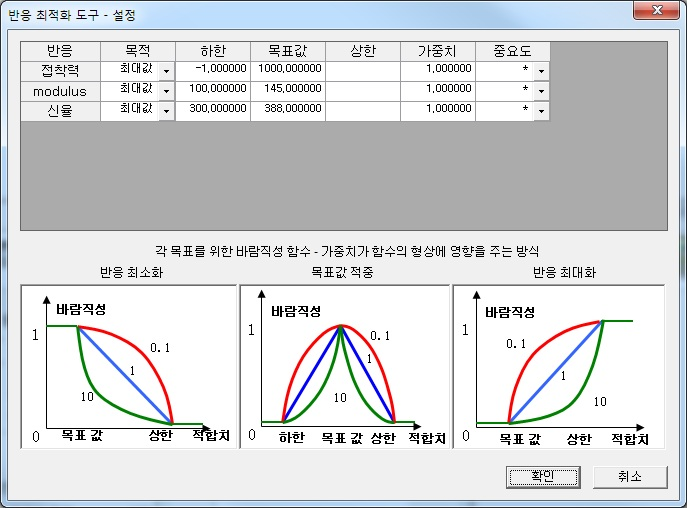 반응 최적화 도구 - 설정
반응 목적 하한 목표값 상한 가중치 중요도
접착력 최대값 -1,000000 1000,000000 1,000000 *
modulus 최대값 100,000000 145,000000 1,000000 *
신율 최대값 300,000000 388,000000 1,000000 *
각 목표를 위한 바람직성 함수 - 가중치가 함수의 형상에 영향을 주는 방식
반응 최소화 목표값 적중 반응 최대화
바람직성
1
0.1
1
10
0
목표 값 상한 적합치
바람직성
1
0.1
1
10
0
하한 목표 값 상한 적합치
바람직성
1
0.1
1
10
0
목표 값 상한 적합치
확인 취소